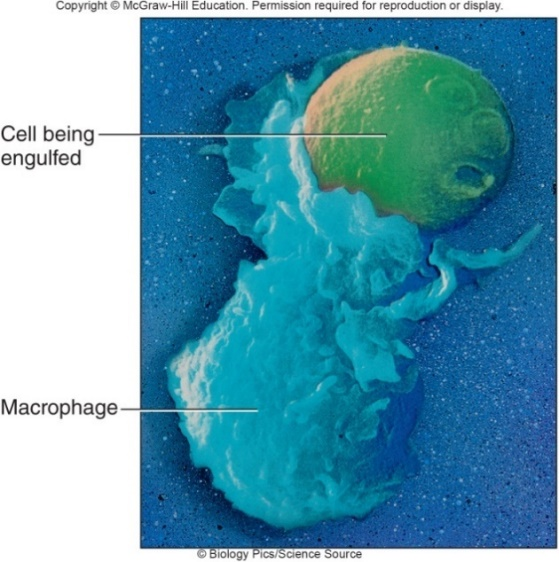 Copyright © McGraw-Hill Education. Permission required for reproduction or display.
Cell being
engulfed
Macrophage
© Biology Pics/Science Source